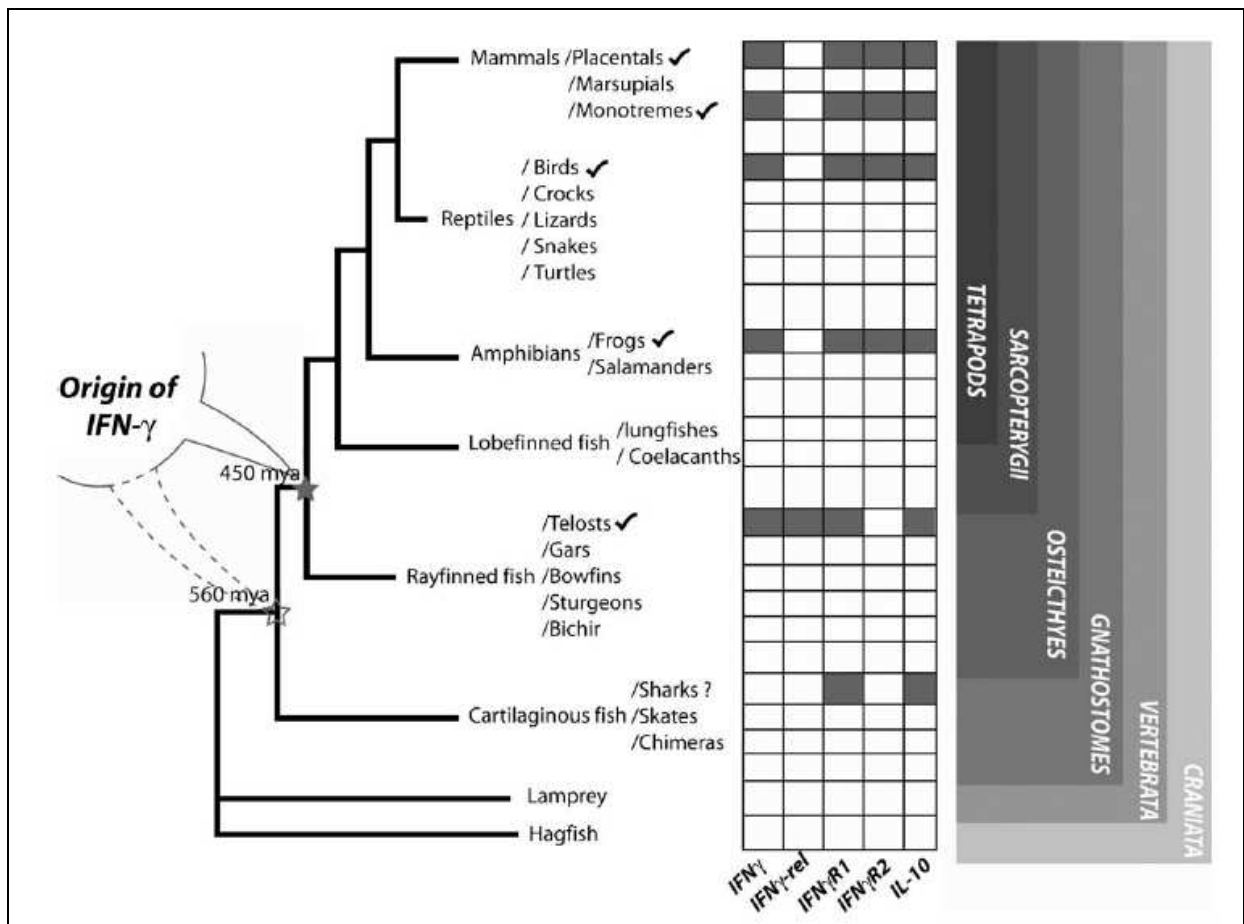 Mammals /Placentals ✓
/Marsupials
/Monotremes ✓
/ Birds ✓
/ Crocks
Reptiles / Lizards
/ Snakes
/ Turtles
Amphibians /Frogs ✓
/Salamanders
Origin of
IFN-γ
Lobefinned fish /lungfishes
/ Coelacanths
450 mya
/Telosts ✓
/Gars
Rayfinned fish /Bowfins
/Sturgeons
/Bichir
560 mya
/Sharks ?
Cartilaginous fish /Skates
/Chimeras
Lamprey
Hagfish
IFNγ
IFNγ-rel
IFNγR1
IFNγR2
IL-10
TETRAPODS
SARCOPTERYGII
OSTEICTHYES
GNATHOSTOMES
VERTEBRATA
CRANIATA